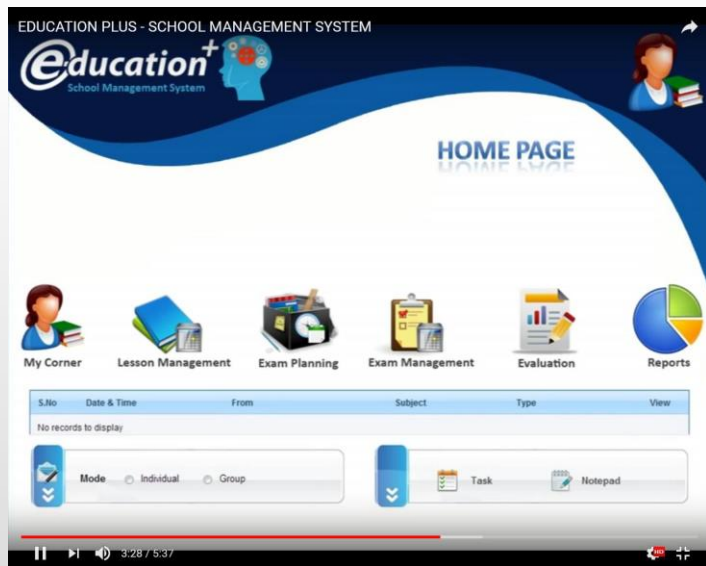 EDUCATION PLUS - SCHOOL MANAGEMENT SYSTEM
education+
School Management System
HOME PAGE
My Corner Lesson Management Exam Planning Exam Management Evaluation Reports
S.No Date & Time From Subject Type View
No records to display
Mode Individual Group Task Notepad
3:28 / 5:37 HD